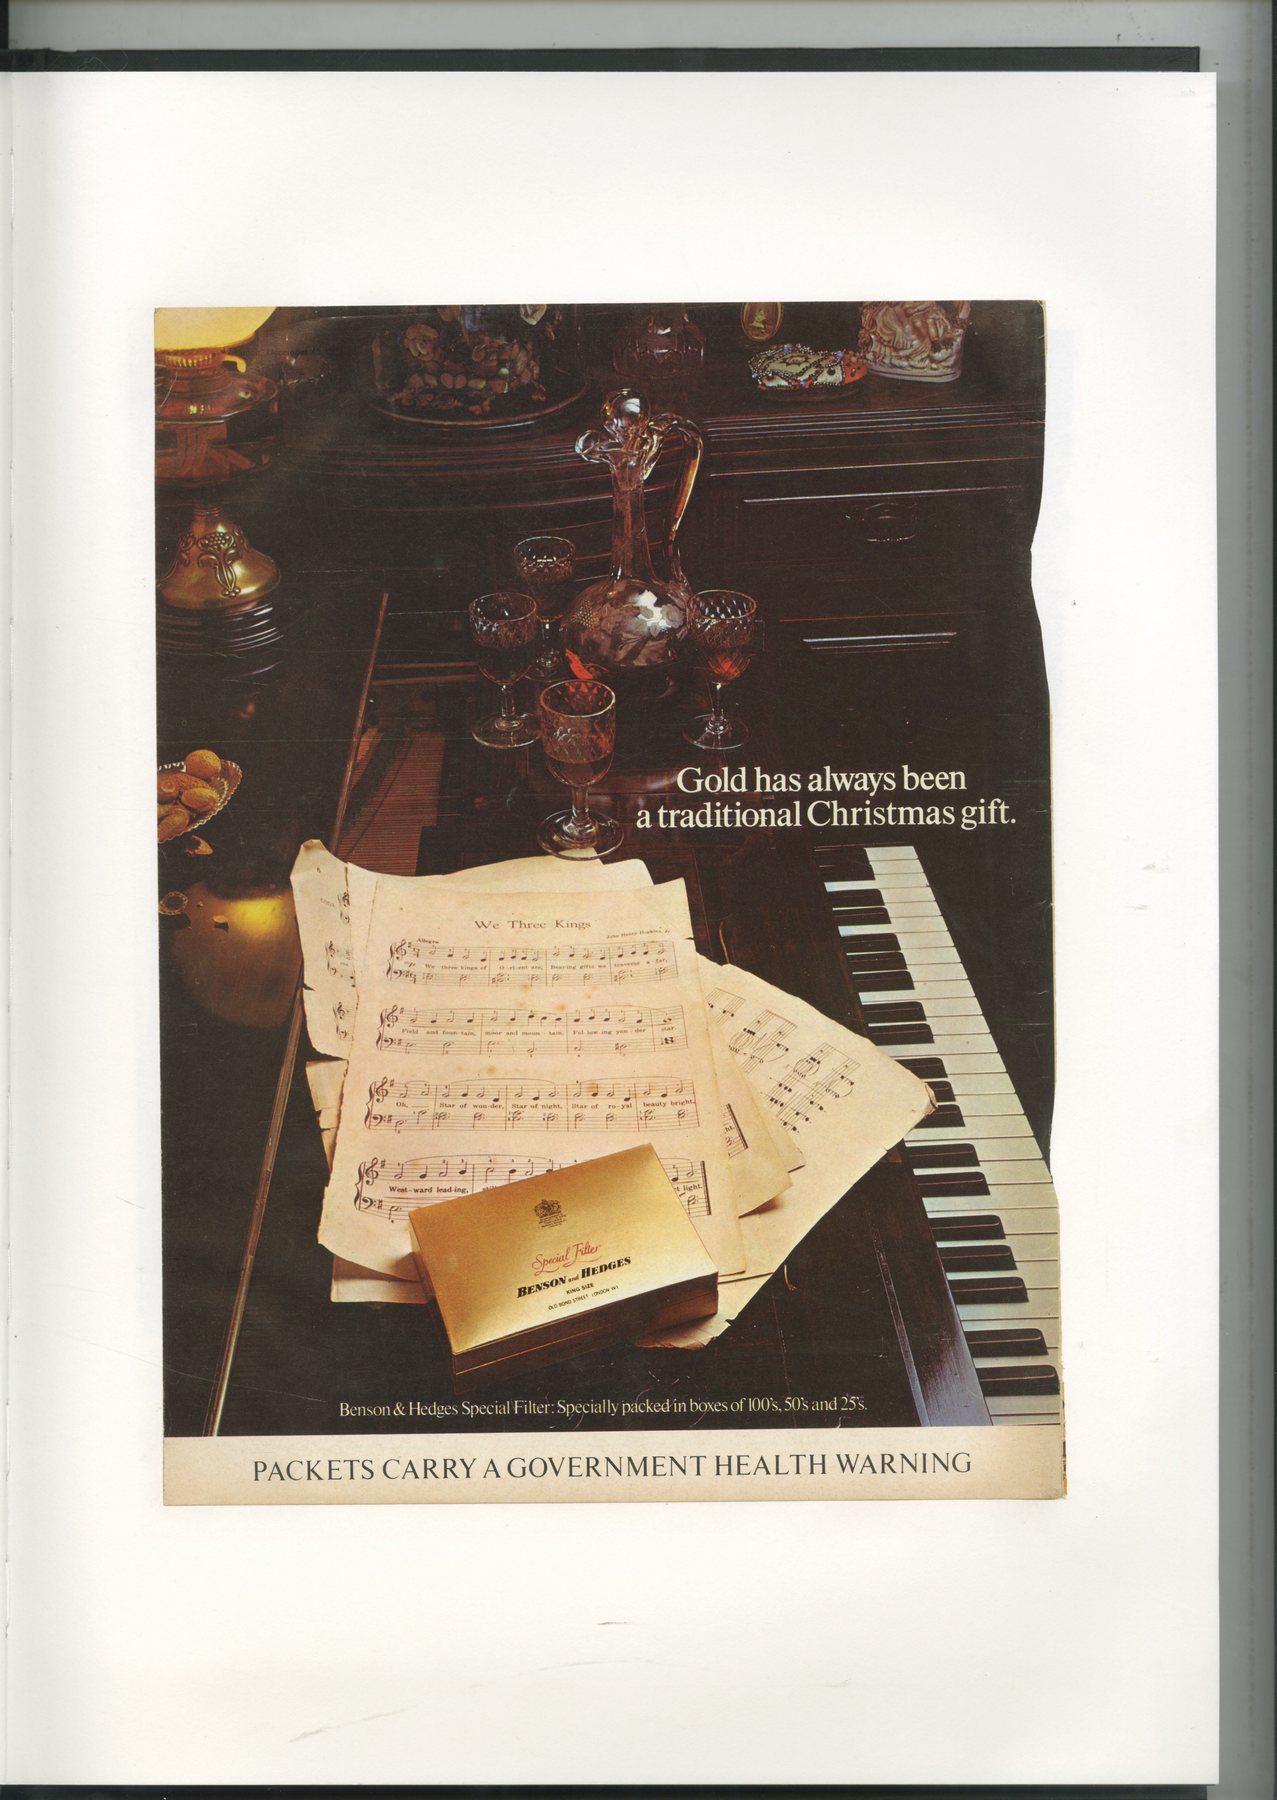 Gold has always been
a traditional Christmas gift.
CODA
We Three Kings
John Henry Hopkins, Jr.
Allegro
mp
We three kings of O-ri-ent are, Bearing gifts we traverse a-far,
Field and foun-tain, moor and moun-tain, Fol-low-ing yon-der star.
Oh, Star of won-der, Star of night, Star of ro-yal beauty bright,
West-ward lead-ing, still
t light.
ht.
Special Filter
BENSON and HEDGES
KING SIZE
OLD BOND STREET LONDON W1
Benson & Hedges Special Filter: Specially packed in boxes of 100's, 50's and 25's.
PACKETS CARRY A GOVERNMENT HEALTH WARNING